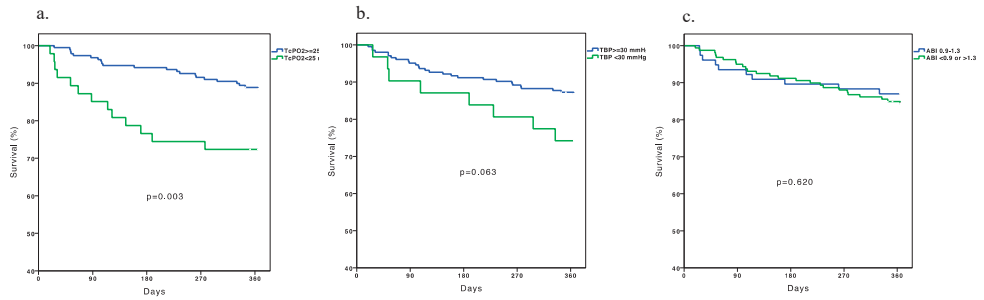 a.
TcPO2>=25
TcPO2<25
100
90
80
70
60
50
40
0
90
180
270
360
Survival (%)
Days
p=0.003
b.
TBP>=30 mmH
TBP <30 mmHg
100
90
80
70
60
50
40
0
90
180
270
360
Survival (%)
Days
p=0.063
c.
ABI 0.9-1.3
ABI <0.9 or >1.3
100
90
80
70
60
50
40
0
90
180
270
360
Survival (%)
Days
p=0.620